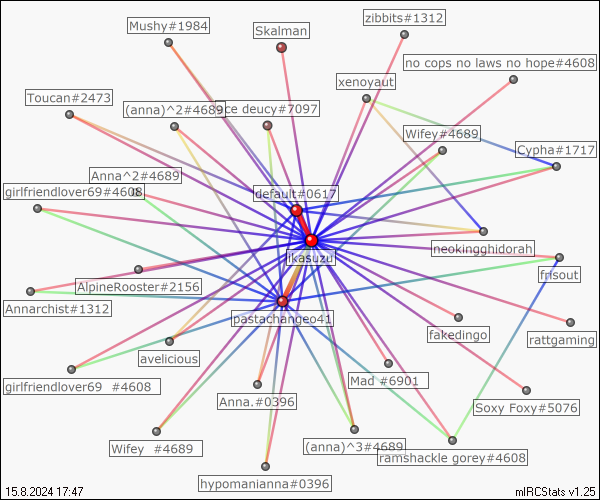 Mushy#1984
Skalman
zibbits#1312
no cops no laws no hope#4608
xenoyaut
Toucan#2473
(anna)^2#4689
ce deucy#7097
Wifey#4689
Cypha#1717
Anna^2#4689
girlfriendlover69#4608
default#0617
neokingghidorah
likasuzu
frisout
AlpineRooster#2156
Annarchist#1312
pastachangeo41
fakedingo
rattgaming
avelicious
girlfriendlover69 #4608
Mad #6901
Anna.#0396
Soxy Foxy#5076
Wifey #4689
(anna)^3#4689
ramshackle gorey#4608
hypomanianna#0396
15.8.2024 17:47
mIRCStats v1.25